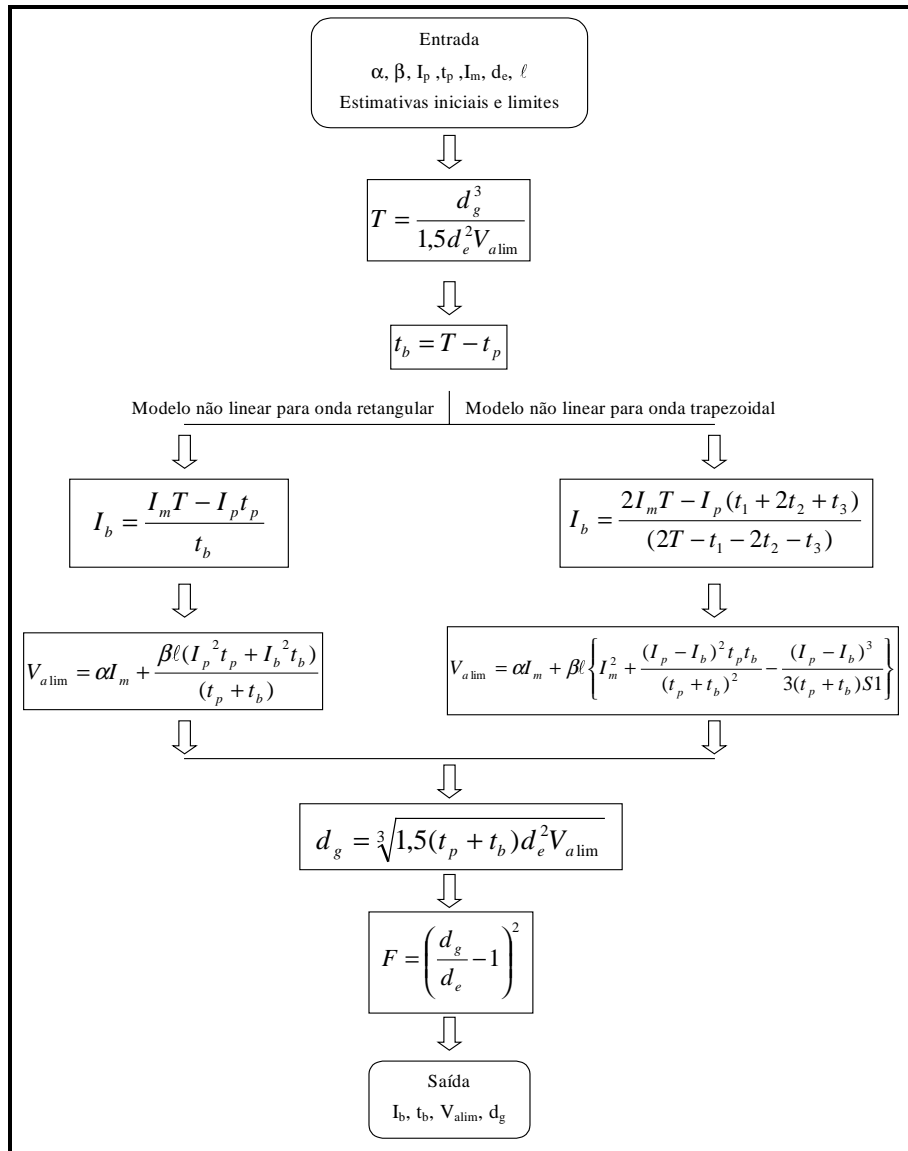 Entrada
α, β, I_p ,t_p ,I_m, d_e, ℓ
Estimativas iniciais e limites
T = d_g^3 / 1,5d_e^2 V_alim
t_b = T − t_p
Modelo não linear para onda retangular
Modelo não linear para onda trapezoidal
I_b = (I_m T − I_p t_p) / t_b
I_b = (2I_m T − I_p (t_1 + 2t_2 + t_3)) / (2T − t_1 − 2t_2 − t_3)
V_alim = αI_m + βℓ(I_p^2 t_p + I_b^2 t_b) / (t_p + t_b)
V_alim = αI_m + βℓ{I_m^2 + (I_p − I_b)^2 t_p t_b / (t_p + t_b)^2 − (I_p − I_b)^3 / 3(t_p + t_b)S1}
d_g = ∛(1,5(t_p + t_b)d_e^2 V_alim)
F = (d_g / d_e − 1)^2
Saída
I_b, t_b, V_alim, d_g